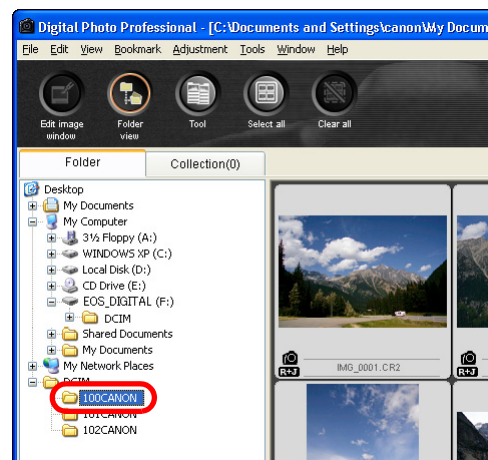 Digital Photo Professional - [C:\Documents and Settings\canon\My Docum
File Edit View Bookmark Adjustment Tools Window Help
Edit image window
Folder view
Tool
Select all
Clear all
Folder
Collection(0)
Desktop
My Documents
My Computer
3½ Floppy (A:)
WINDOWS XP (C:)
Local Disk (D:)
CD Drive (E:)
EOS_DIGITAL (F:)
DCIM
Shared Documents
My Documents
My Network Places
DCIM
100CANON
101CANON
102CANON
R+J
IMG_0001.CR2
R+J